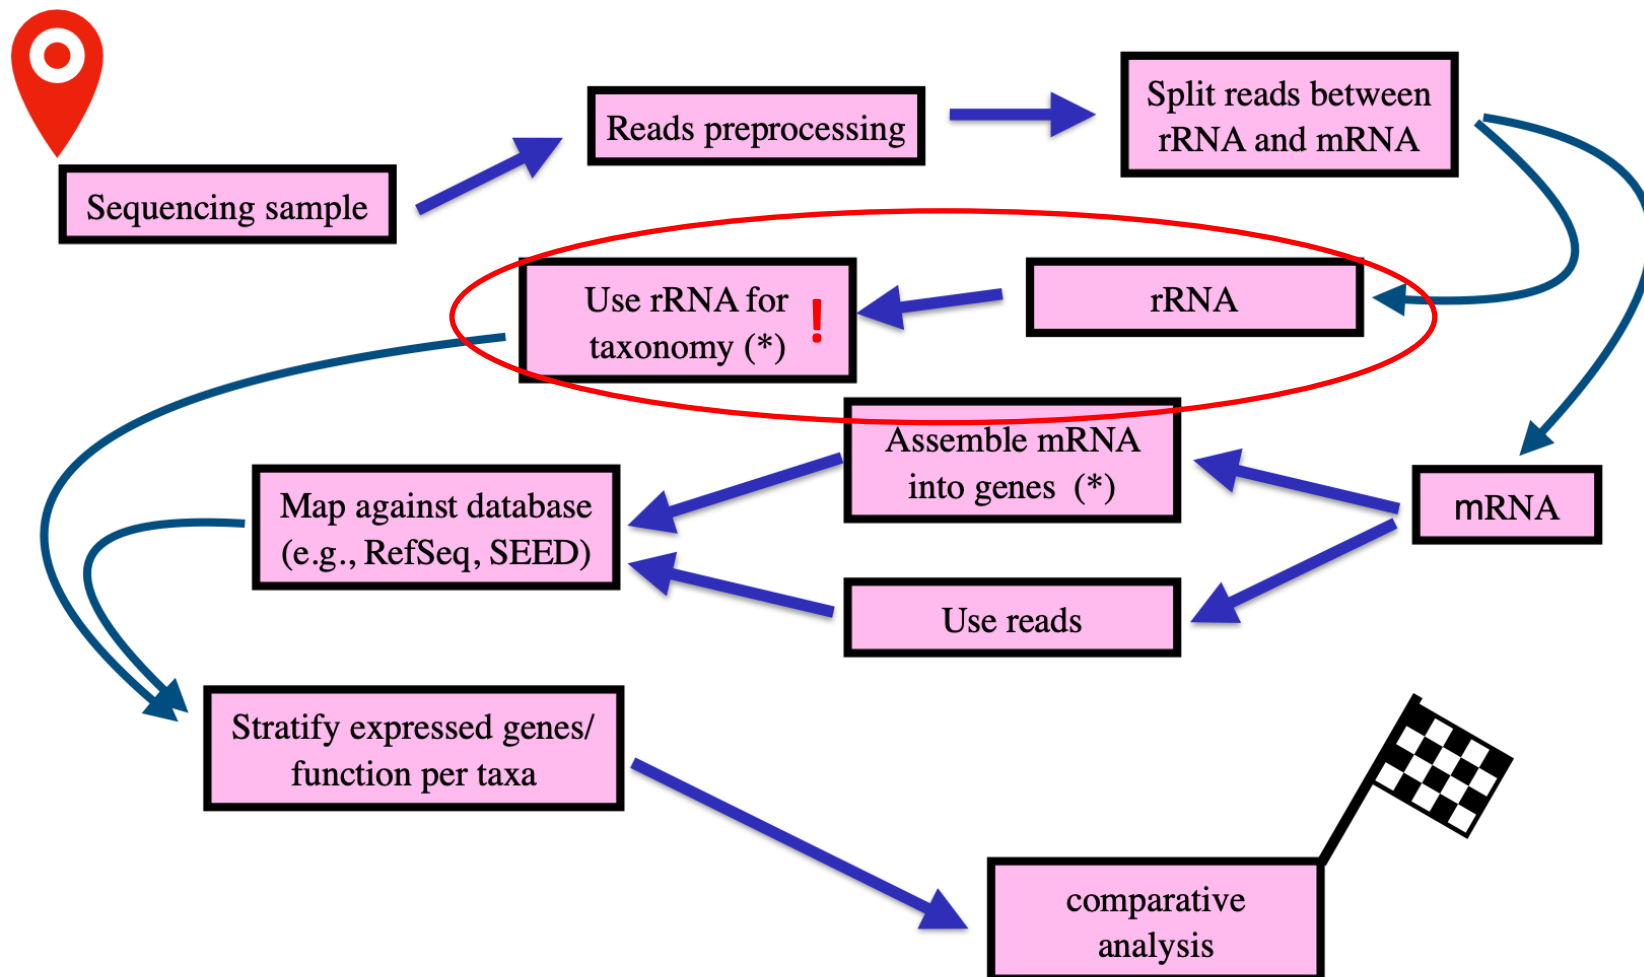 Sequencing sample
Reads preprocessing
Split reads between
rRNA and mRNA
rRNA
Use rRNA for
taxonomy (*) !
mRNA
Assemble mRNA
into genes (*)
Use reads
Map against database
(e.g., RefSeq, SEED)
Stratify expressed genes/
function per taxa
comparative
analysis